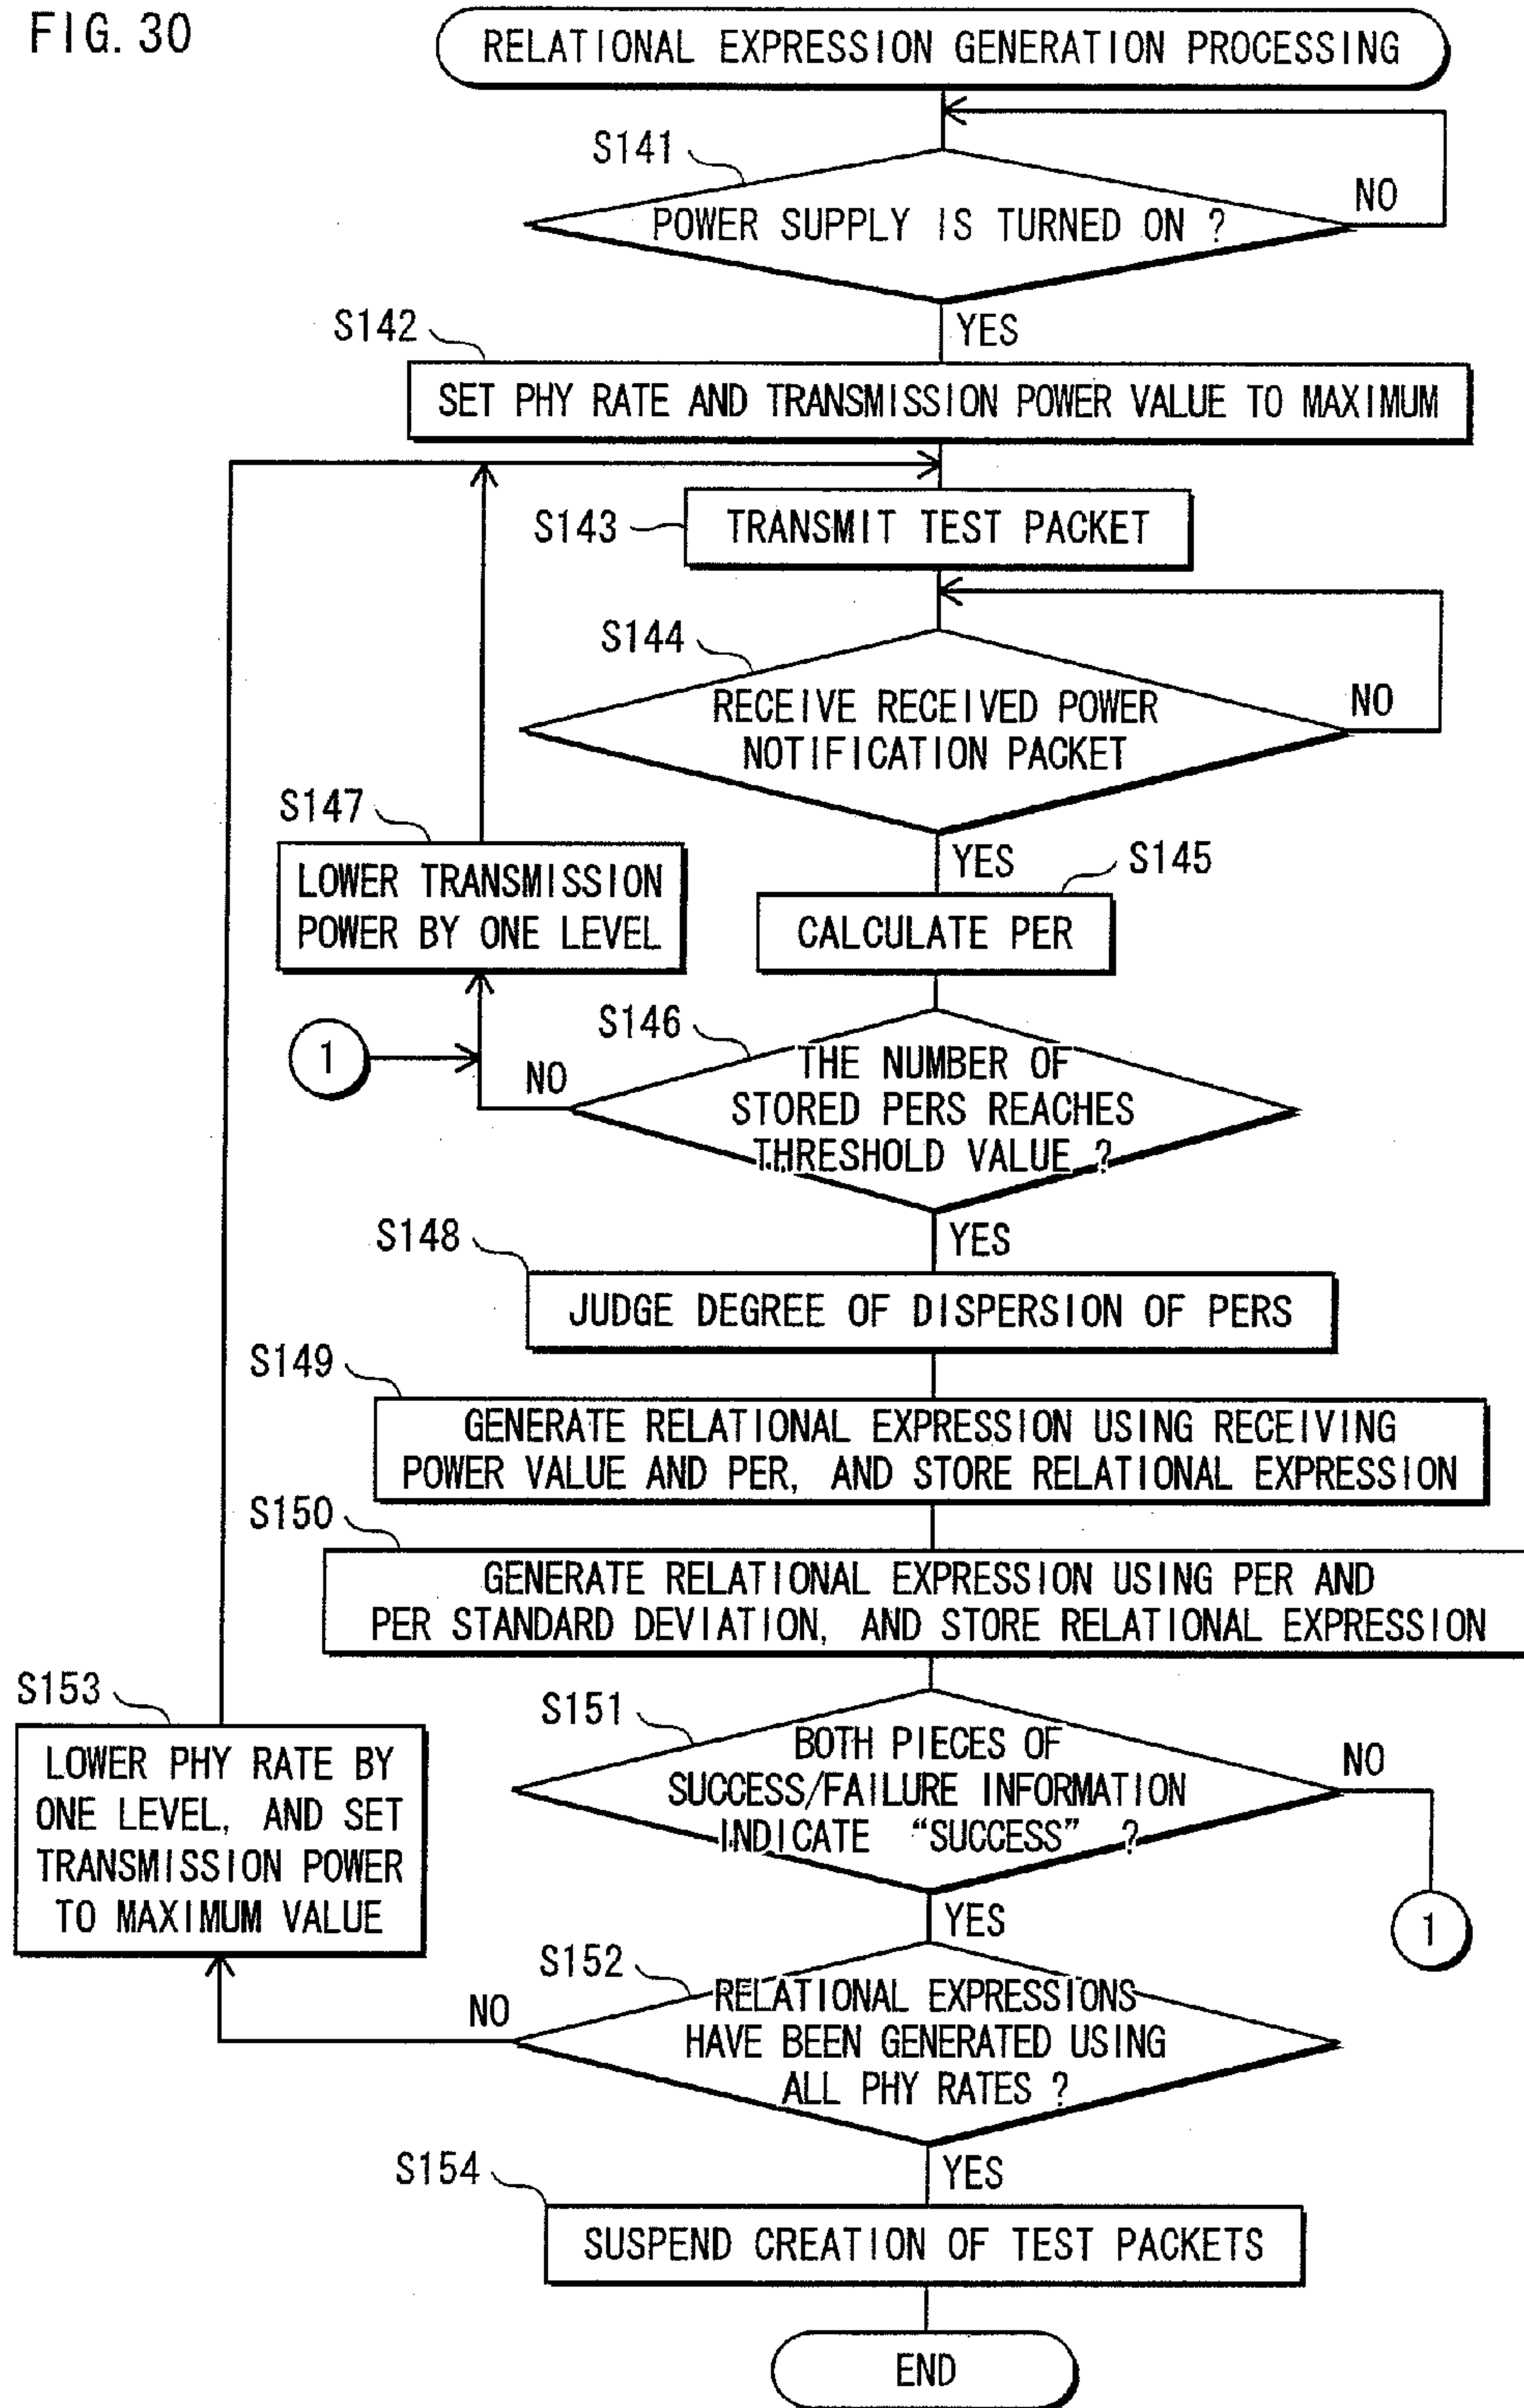 FIG. 30
RELATIONAL EXPRESSION GENERATION PROCESSING
S141
POWER SUPPLY IS TURNED ON ?
NO
YES
S142
SET PHY RATE AND TRANSMISSION POWER VALUE TO MAXIMUM
S143
TRANSMIT TEST PACKET
S144
RECEIVE RECEIVED POWER
NOTIFICATION PACKET
NO
YES
S147
LOWER TRANSMISSION
POWER BY ONE LEVEL
S145
CALCULATE PER
1
S146
THE NUMBER OF
STORED PERS REACHES
THRESHOLD VALUE ?
NO
YES
S148
JUDGE DEGREE OF DISPERSION OF PERS
S149
GENERATE RELATIONAL EXPRESSION USING RECEIVING
POWER VALUE AND PER, AND STORE RELATIONAL EXPRESSION
S150
GENERATE RELATIONAL EXPRESSION USING PER AND
PER STANDARD DEVIATION, AND STORE RELATIONAL EXPRESSION
S153
LOWER PHY RATE BY
ONE LEVEL, AND SET
TRANSMISSION POWER
TO MAXIMUM VALUE
S151
BOTH PIECES OF
SUCCESS/FAILURE INFORMATION
INDICATE “SUCCESS” ?
NO
1
YES
S152
RELATIONAL EXPRESSIONS
HAVE BEEN GENERATED USING
ALL PHY RATES ?
NO
YES
S154
SUSPEND CREATION OF TEST PACKETS
END